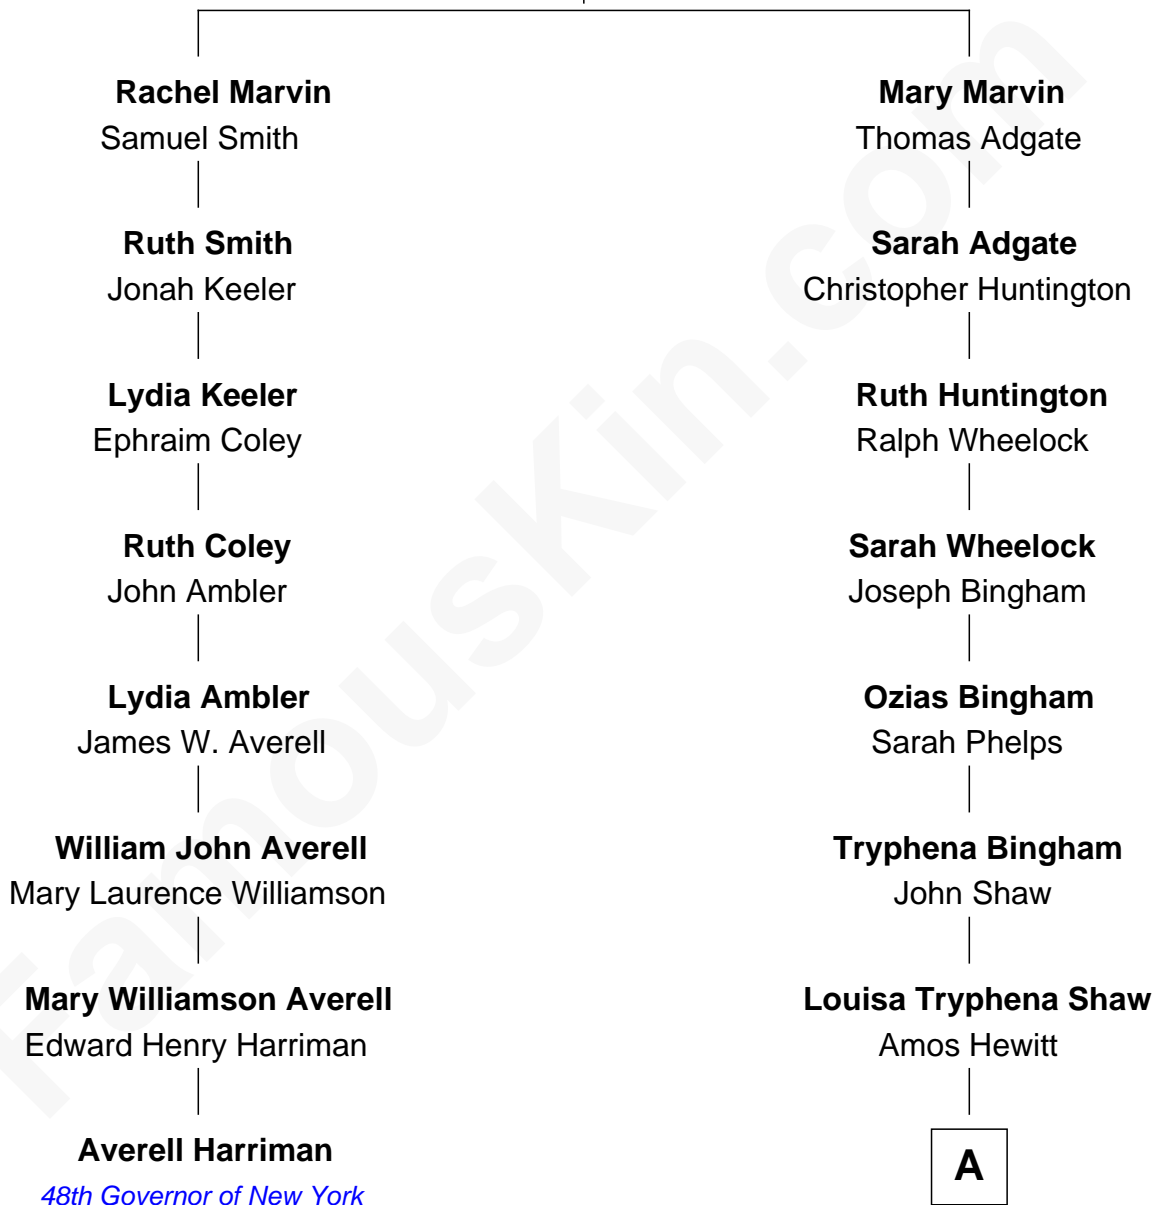 Rachel Marvin
Samuel Smith
Ruth Smith
Jonah Keeler
Lydia Keeler
Ephraim Coley
Ruth Coley
John Ambler
Lydia Ambler
James W. Averell
William John Averell
Mary Laurence Williamson
Mary Williamson Averell
Edward Henry Harriman
Averell Harriman
48th Governor of New York
Mary Marvin
Thomas Adgate
Sarah Adgate
Christopher Huntington
Ruth Huntington
Ralph Wheelock
Sarah Wheelock
Joseph Bingham
Ozias Bingham
Sarah Phelps
Tryphena Bingham
John Shaw
Louisa Tryphena Shaw
Amos Hewitt
A
FamousKin.com